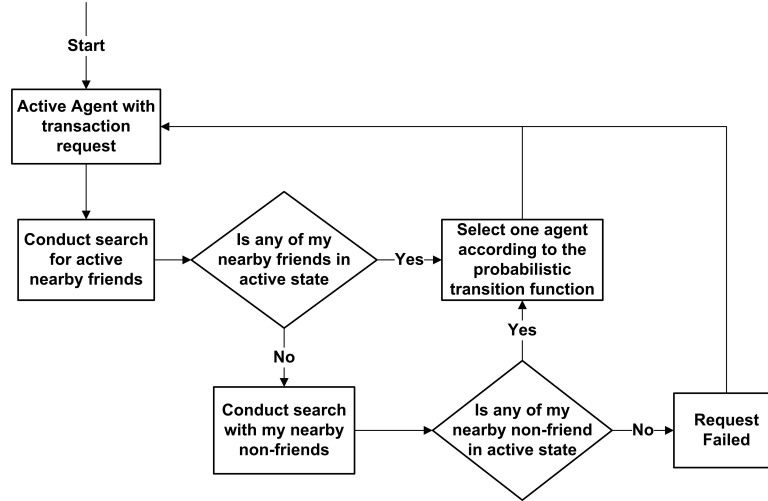 Start
Active Agent with
transaction
request
Conduct search
for active
nearby friends
Is any of my
nearby friends in
active state
Yes
Select one agent
according to the
probabilistic
transition function
No
Yes
Conduct search
with my nearby
non-friends
Is any of my
nearby non-friend
in active state
No
Request
Failed